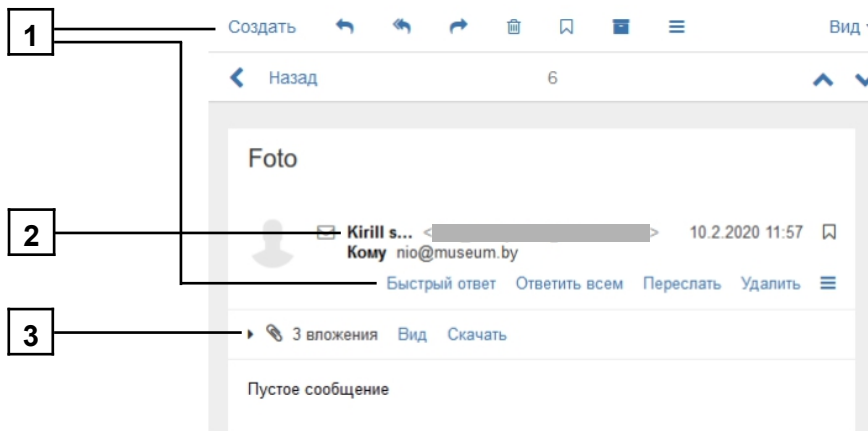 1
Создать Вид
Назад 6
Foto
2
Kirill s... < > 10.2.2020 11:57
Кому nio@museum.by
Быстрый ответ Ответить всем Переслать Удалить
3
3 вложения Вид Скачать
Пустое сообщение